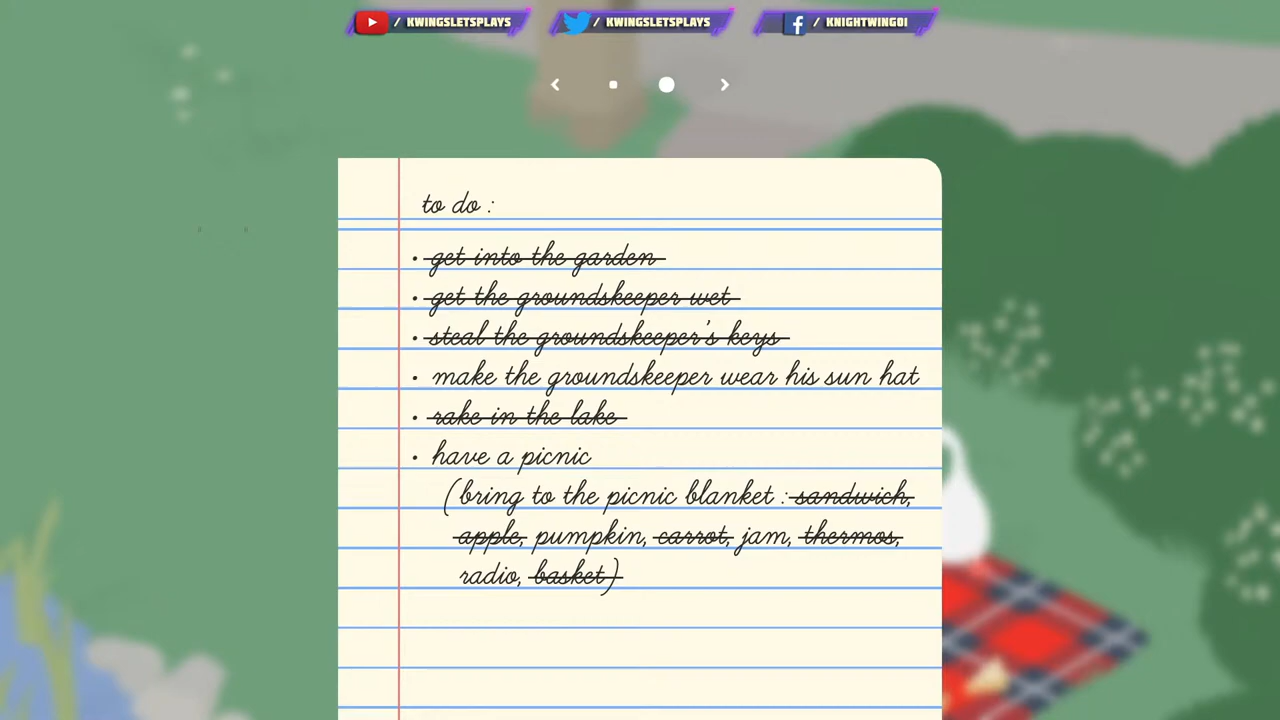 / KWINGSLETSPLAYS / KWINGSLETSPLAYS / KNIGHTWING01
to do :
• get into the garden
• get the groundskeeper wet
• steal the groundskeeper's keys
• make the groundskeeper wear his sun hat
• rake in the lake
• have a picnic
(bring to the picnic blanket : sandwich,
apple, pumpkin, carrot, jam, thermos,
radio, basket)